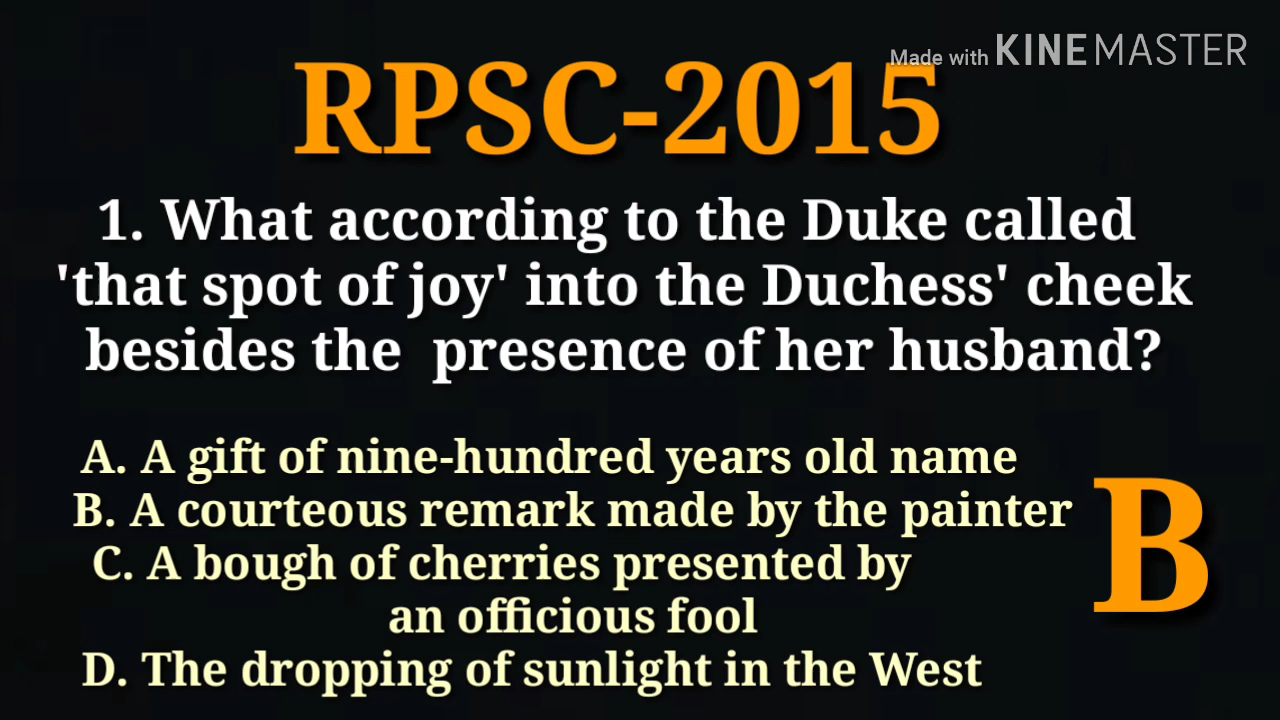 Made with KINEMASTER
RPSC-2015
1. What according to the Duke called
'that spot of joy' into the Duchess' cheek
besides the presence of her husband?
A. A gift of nine-hundred years old name
B. A courteous remark made by the painter
C. A bough of cherries presented by
an officious fool
D. The dropping of sunlight in the West
B